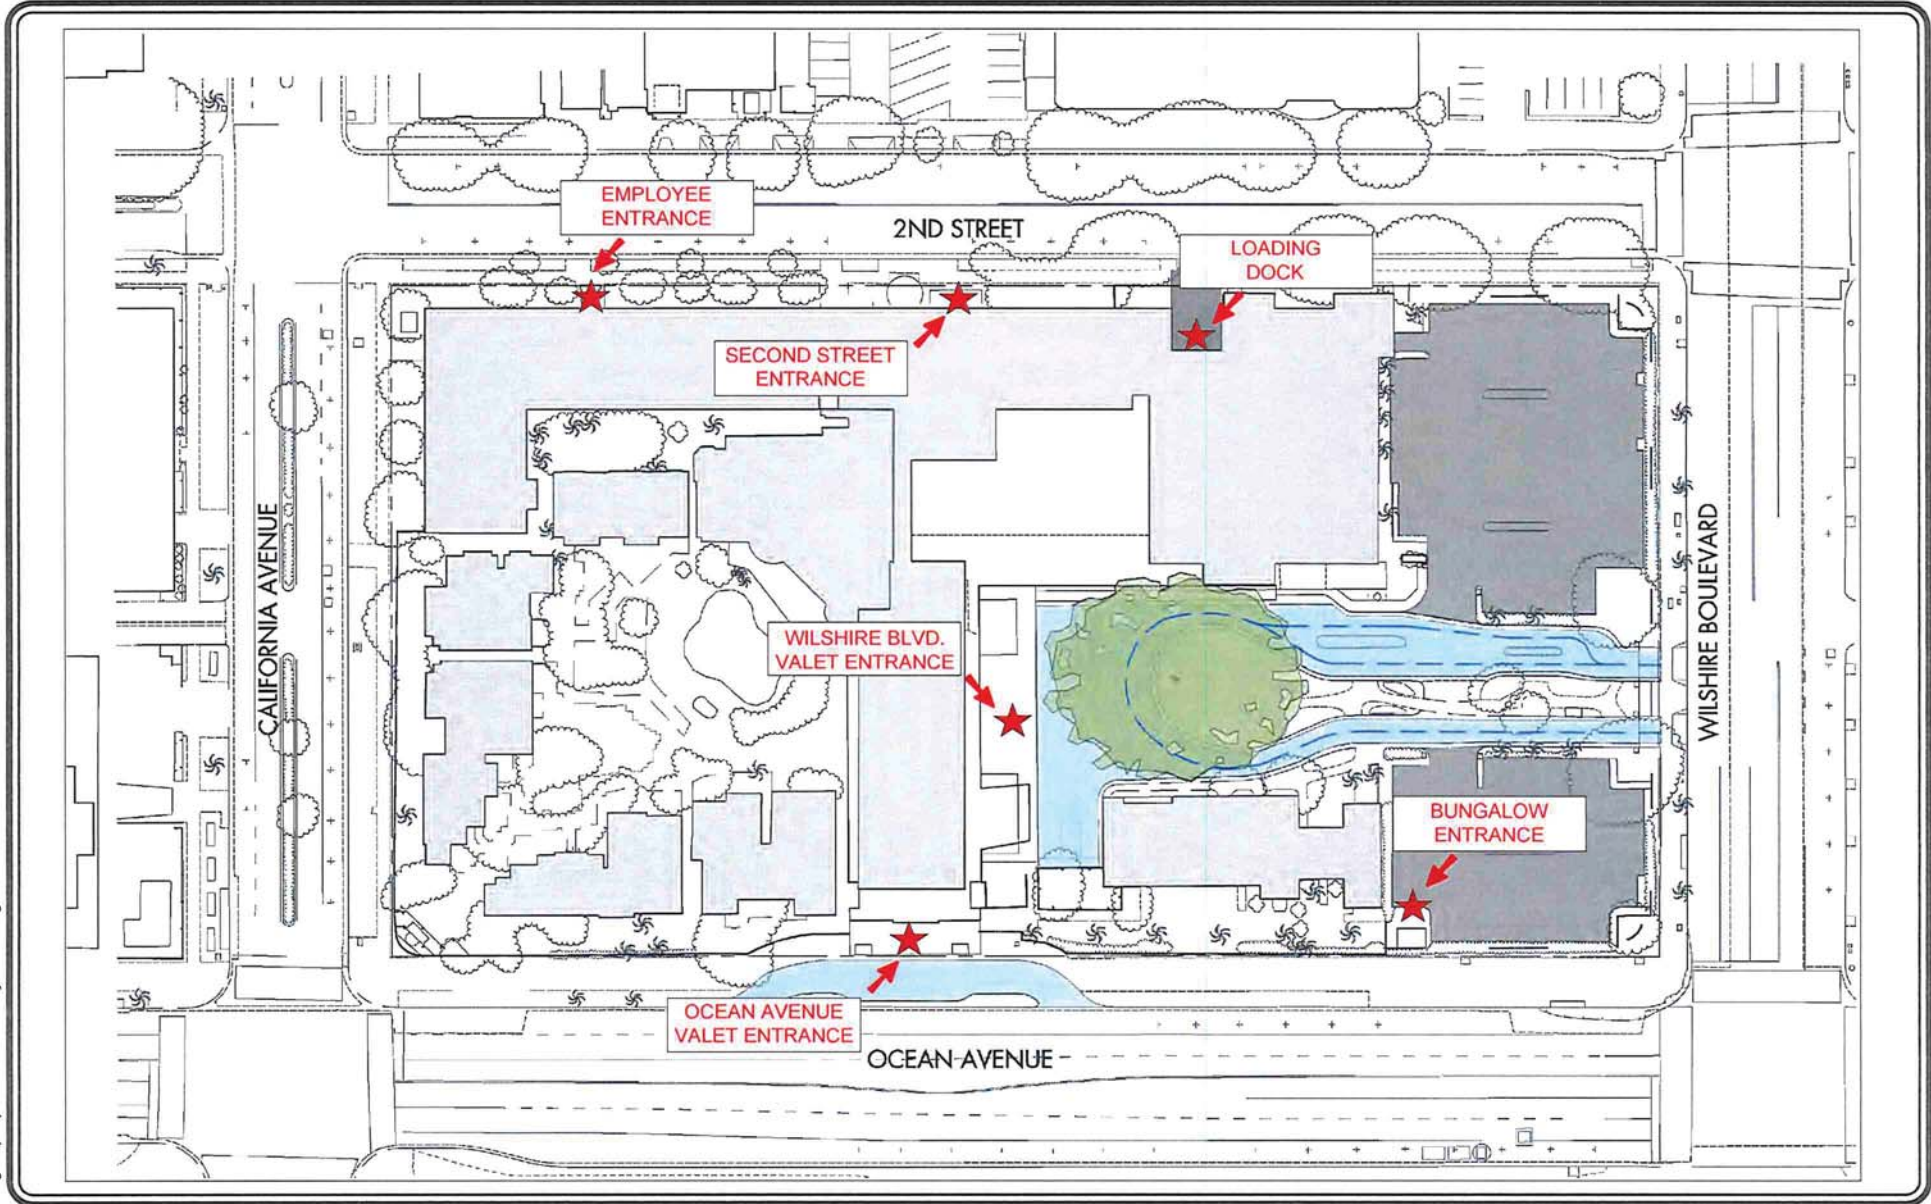 EMPLOYEE
ENTRANCE
2ND STREET
LOADING
DOCK
SECOND STREET
ENTRANCE
CALIFORNIA AVENUE
WILSHIRE BOULEVARD
WILSHIRE BLVD.
VALET ENTRANCE
BUNGALOW
ENTRANCE
OCEAN AVENUE
VALET ENTRANCE
OCEAN AVENUE